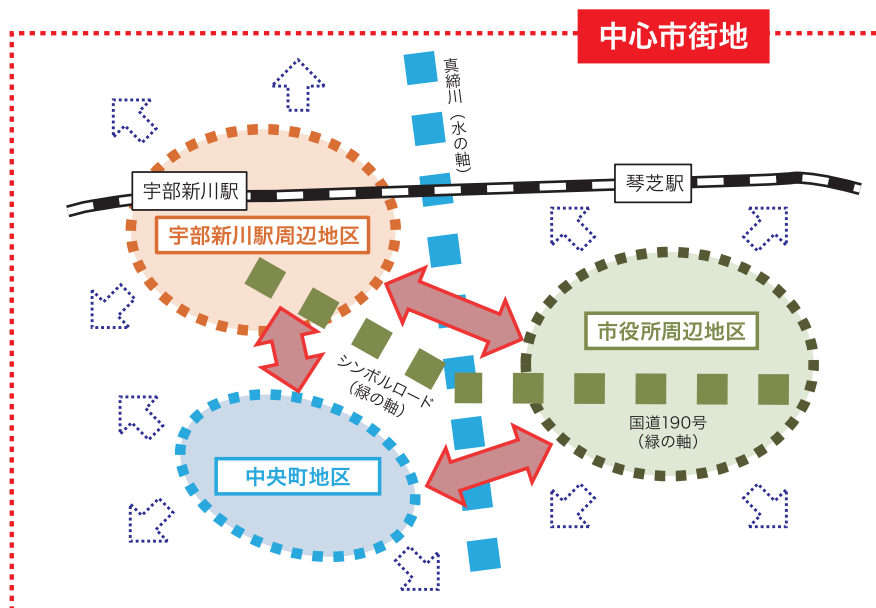 中心市街地
真締川（水の軸）
宇部新川駅
琴芝駅
宇部新川駅周辺地区
市役所周辺地区
シンボルロード
（緑の軸）
国道190号
（緑の軸）
中央町地区